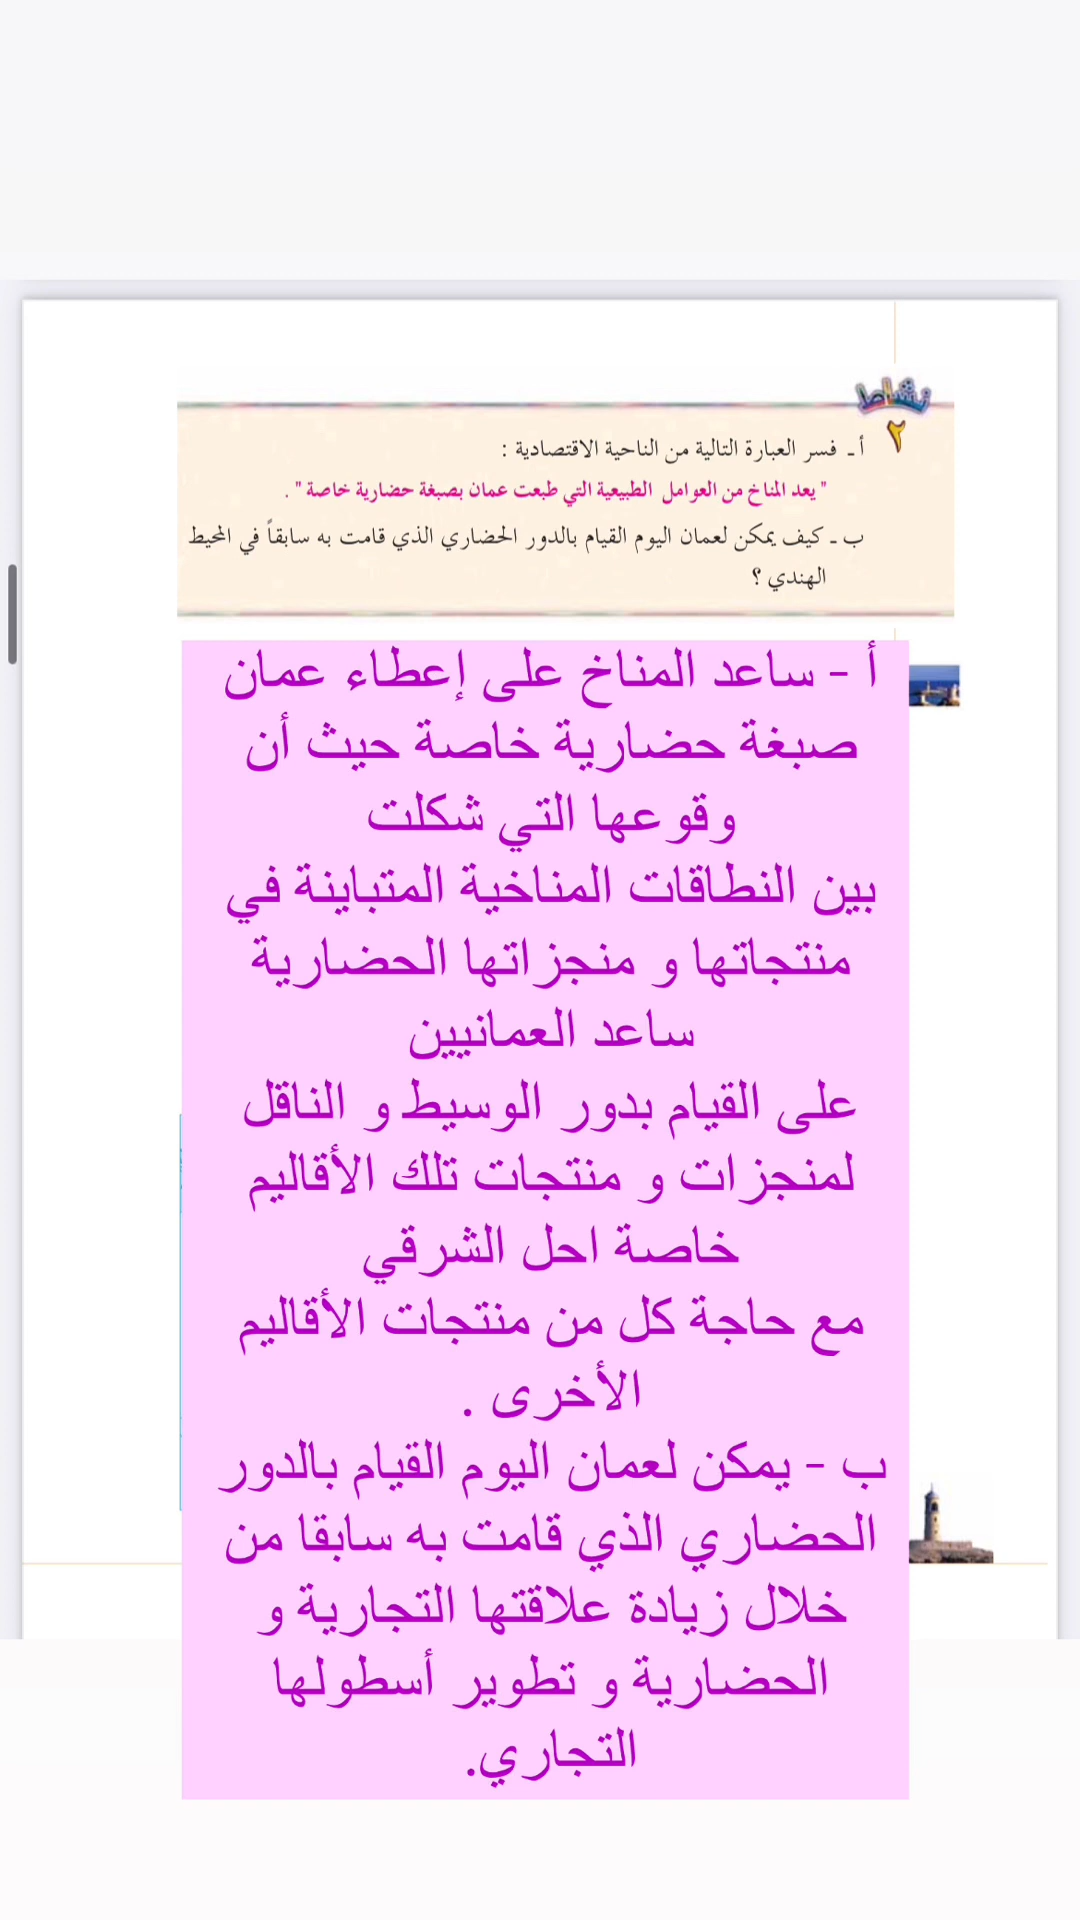 نشاط
٢
أ ـ فسر العبارة التالية من الناحية الاقتصادية :
" يعد المناخ من العوامل الطبيعية التي طبعت عمان بصبغة حضارية خاصة " .
ب ـ كيف يمكن لعمان اليوم القيام بالدور الحضاري الذي قامت به سابقاً في المحيط
الهندي ؟
أ - ساعد المناخ على إعطاء عمان
صبغة حضارية خاصة حيث أن
وقوعها التي شكلت
بين النطاقات المناخية المتباينة في
منتجاتها و منجزاتها الحضارية
ساعد العمانيين
على القيام بدور الوسيط و الناقل
لمنجزات و منتجات تلك الأقاليم
خاصة احل الشرقي
مع حاجة كل من منتجات الأقاليم
الأخرى .
ب - يمكن لعمان اليوم القيام بالدور
الحضاري الذي قامت به سابقا من
خلال زيادة علاقتها التجارية و
الحضارية و تطوير أسطولها
التجاري.